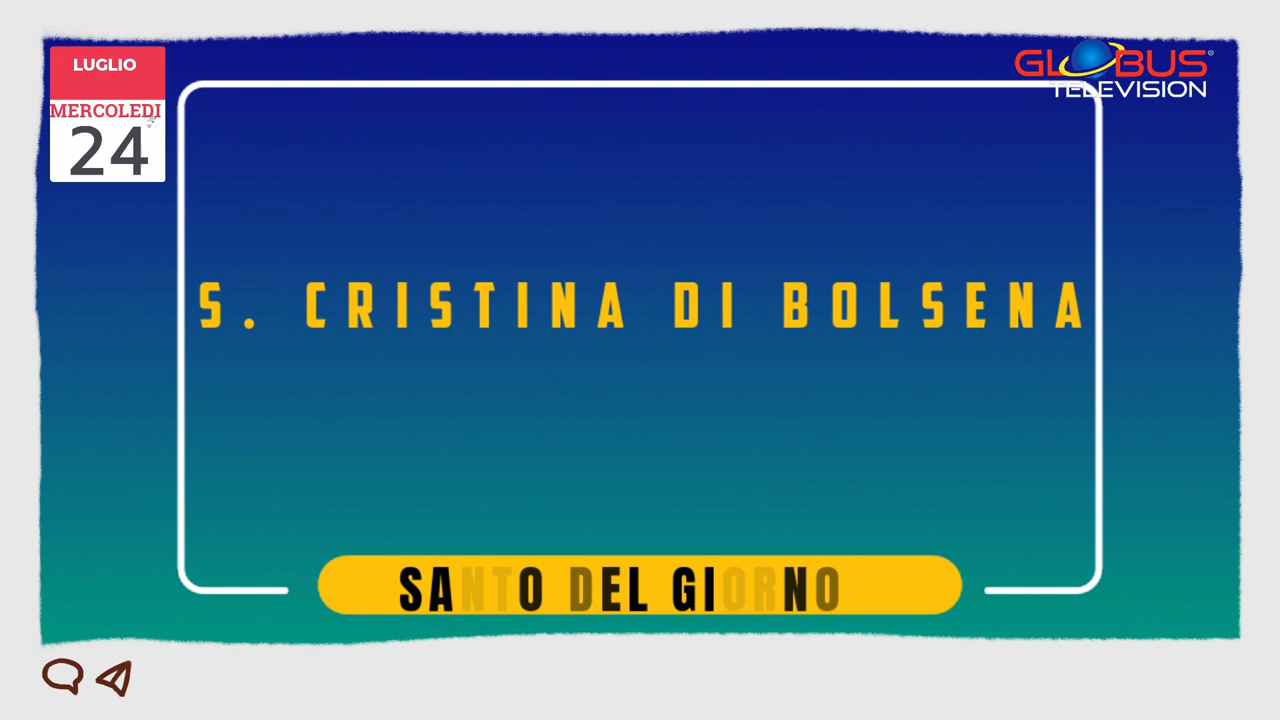 LUGLIO
MERCOLEDI
24
GLOBUS®
TELEVISION
S. CRISTINA DI BOLSENA
SANTO DEL GIORNO